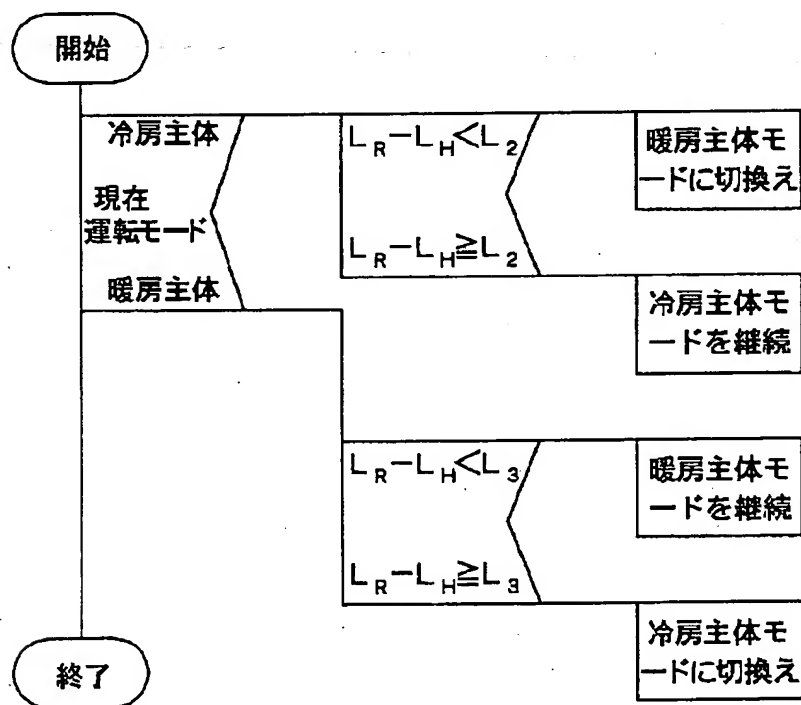 開始
冷房主体
現在
運転モード
暖房主体
L_R－L_H＜L_2
L_R－L_H≧L_2
暖房主体モ
ードに切換え
冷房主体モ
ードを継続
L_R－L_H＜L_3
L_R－L_H≧L_3
暖房主体モ
ードを継続
冷房主体モ
ードに切換え
終了